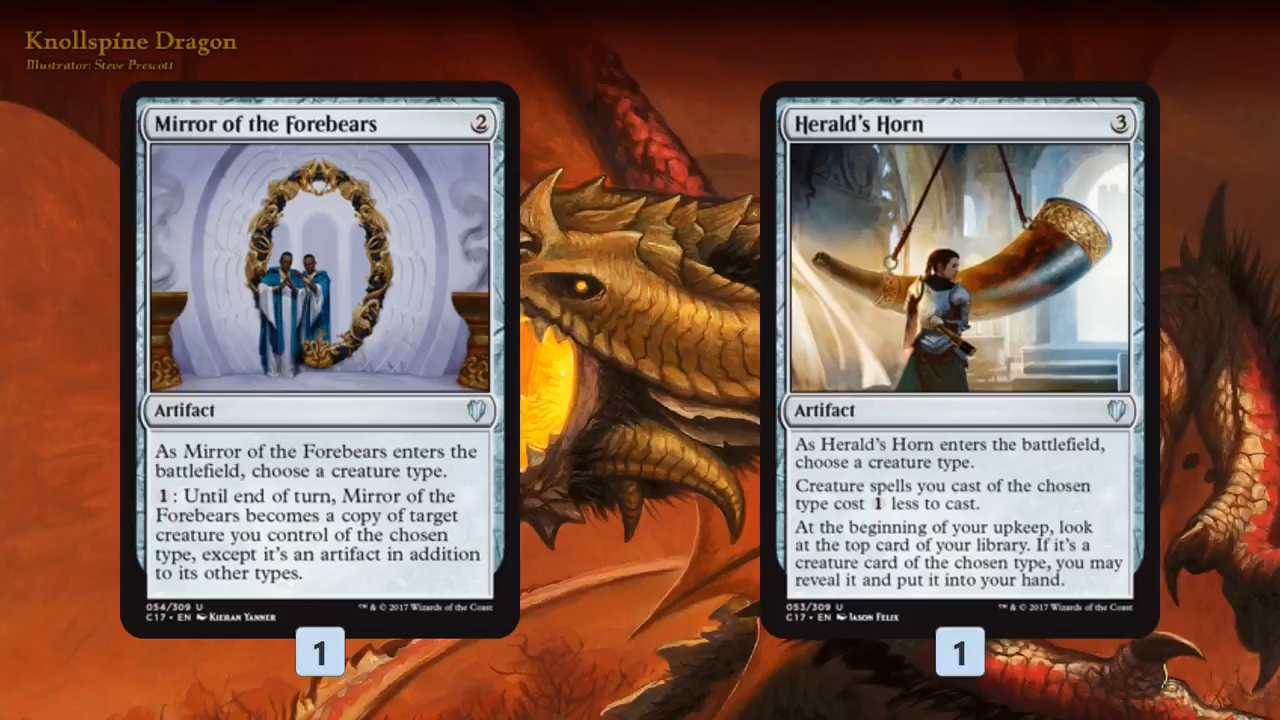 Knollspine Dragon
Illustrator: Steve Prescott
Mirror of the Forebears 2
Artifact
As Mirror of the Forebears enters the
battlefield, choose a creature type.
1: Until end of turn, Mirror of the
Forebears becomes a copy of target
creature you control of the chosen
type, except it's an artifact in addition
to its other types.
054/309 U
C17 • EN Kieran Yanner
™ & © 2017 Wizards of the Coast
1
Herald's Horn 3
Artifact
As Herald's Horn enters the battlefield,
choose a creature type.
Creature spells you cast of the chosen
type cost 1 less to cast.
At the beginning of your upkeep, look
at the top card of your library. If it's a
creature card of the chosen type, you may
reveal it and put it into your hand.
053/309 U
C17 • EN Jason Felix
™ & © 2017 Wizards of the Coast
1